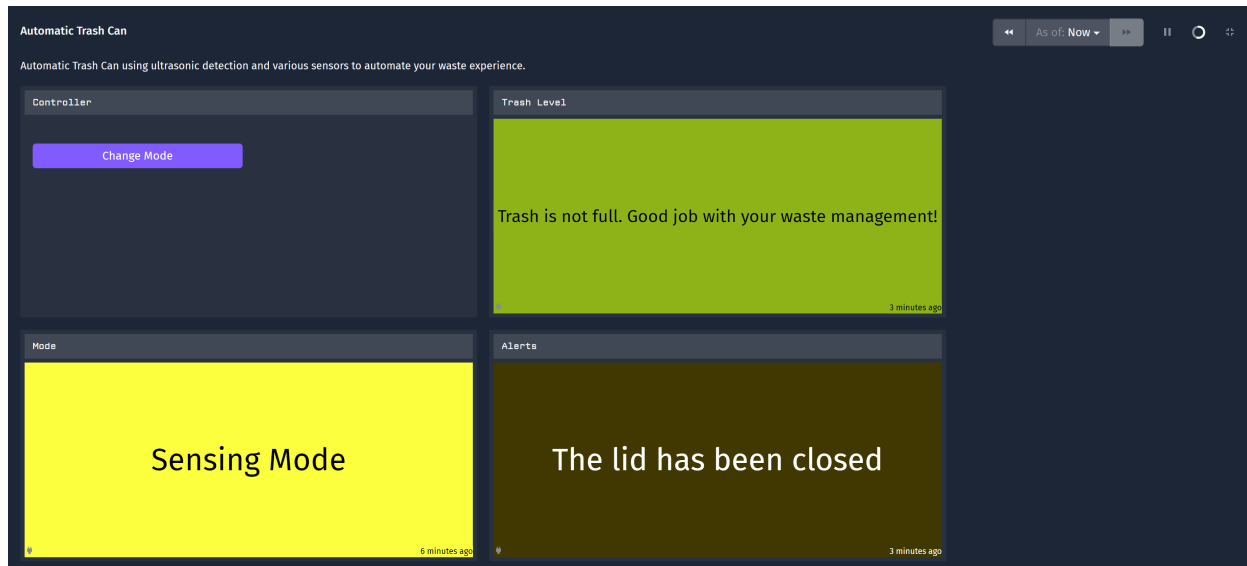 Automatic Trash Can
As of: Now
Automatic Trash Can using ultrasonic detection and various sensors to automate your waste experience.
Controller
Change Mode
Trash Level
Trash is not full. Good job with your waste management!
3 minutes ago
Mode
Sensing Mode
6 minutes ago
Alerts
The lid has been closed
3 minutes ago